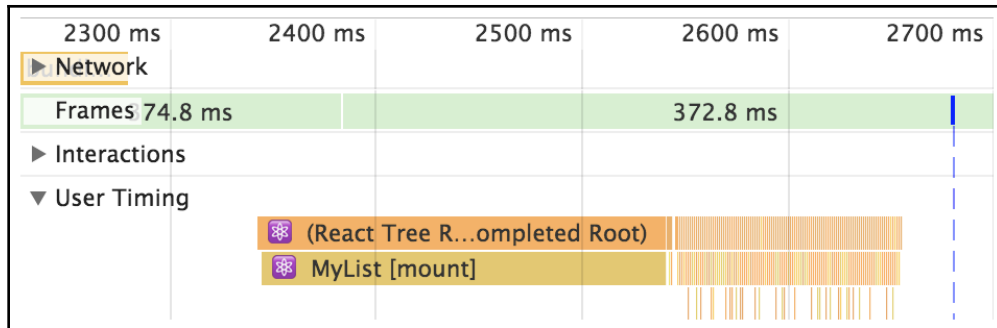 2300 ms 2400 ms 2500 ms 2600 ms 2700 ms
Network
Frames 374.8 ms 372.8 ms
Interactions
User Timing
(React Tree R...ompleted Root)
MyList [mount]